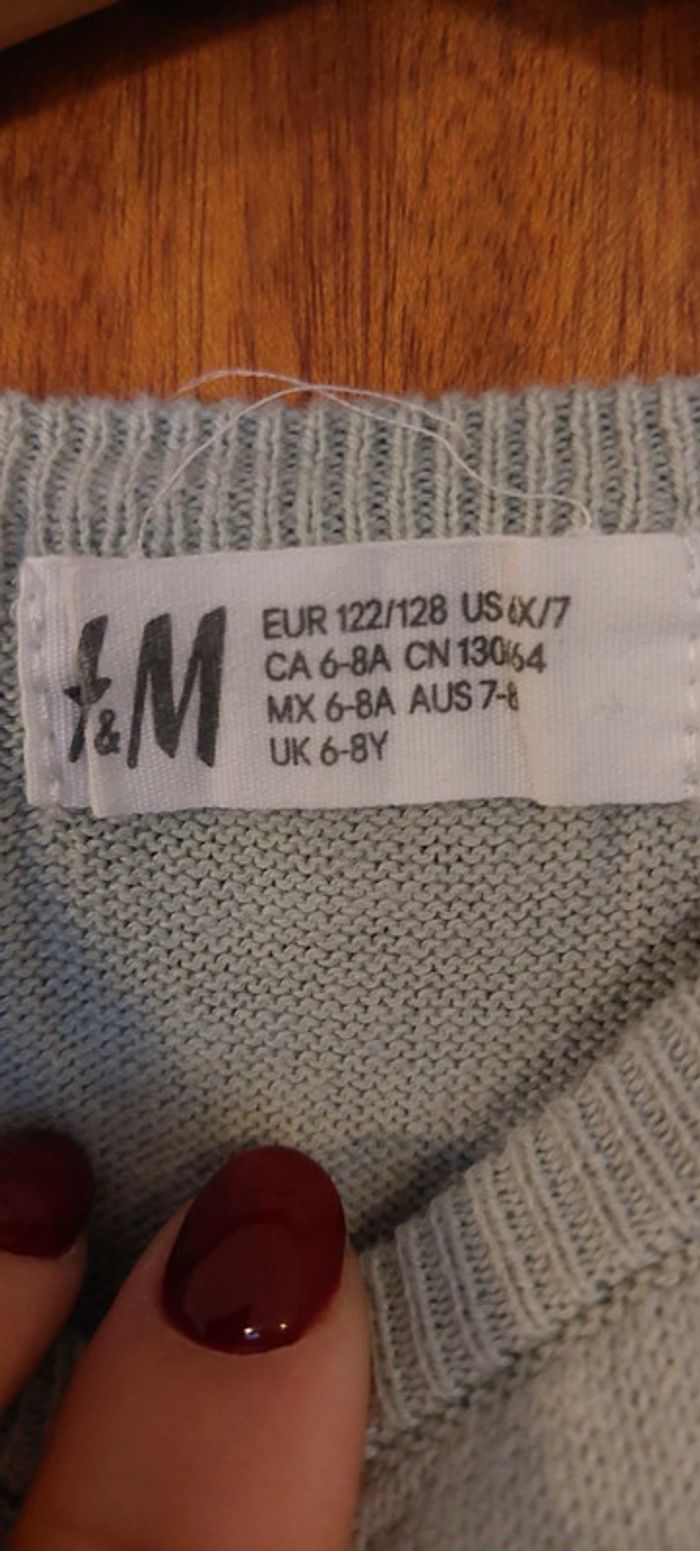 H&M
EUR 122/128 US 6X/7
CA 6-8A CN 130/64
MX 6-8A AUS 7-8
UK 6-8Y